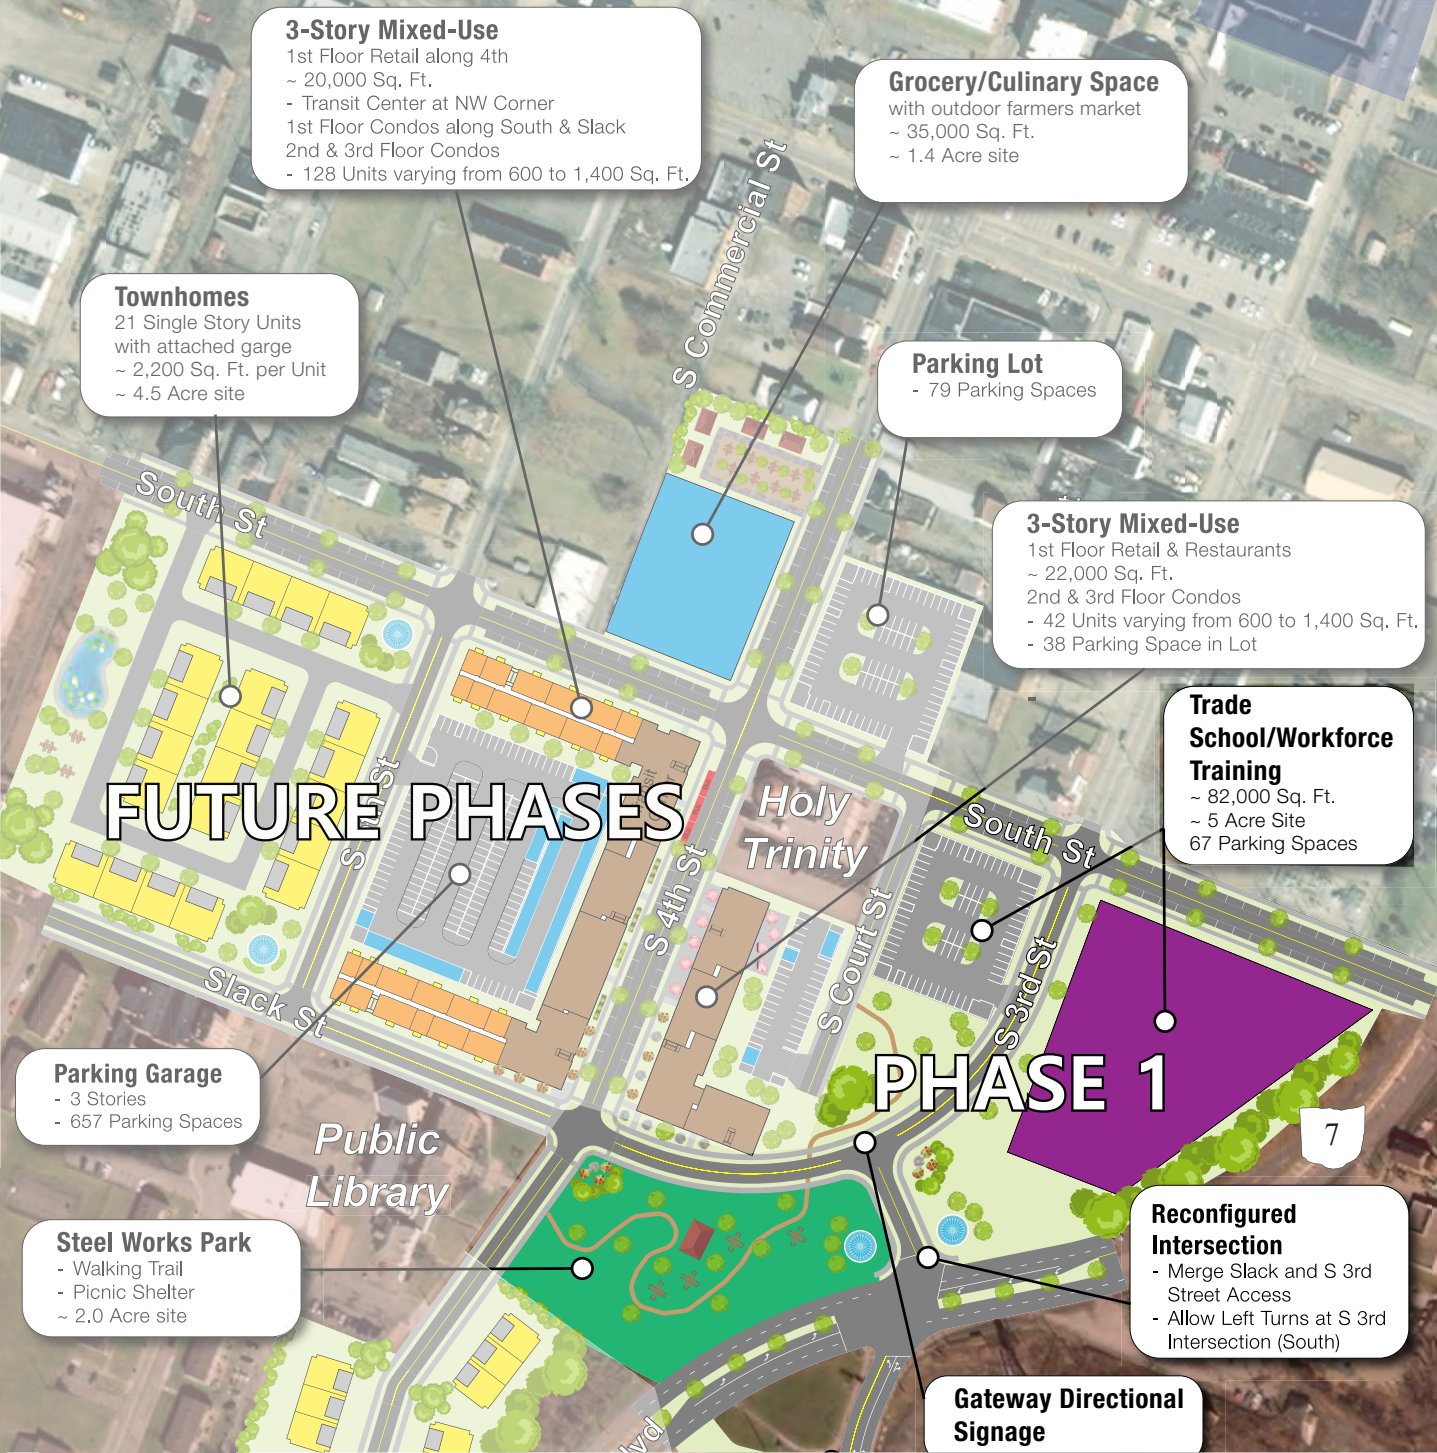 3-Story Mixed-Use
1st Floor Retail along 4th
~ 20,000 Sq. Ft.
- Transit Center at NW Corner
1st Floor Condos along South & Slack
2nd & 3rd Floor Condos
- 128 Units varying from 600 to 1,400 Sq. Ft.
Grocery/Culinary Space
with outdoor farmers market
~ 35,000 Sq. Ft.
~ 1.4 Acre site
S Commercial St
Townhomes
21 Single Story Units
with attached garge
~ 2,200 Sq. Ft. per Unit
~ 4.5 Acre site
Parking Lot
- 79 Parking Spaces
South St
3-Story Mixed-Use
1st Floor Retail & Restaurants
~ 22,000 Sq. Ft.
2nd & 3rd Floor Condos
- 42 Units varying from 600 to 1,400 Sq. Ft.
- 38 Parking Space in Lot
Trade
School/Workforce
Training
~ 82,000 Sq. Ft.
~ 5 Acre Site
67 Parking Spaces
FUTURE PHASES
Holy
Trinity
South St
S 4th St
S Court St
S 3rd St
Slack St
PHASE 1
Parking Garage
- 3 Stories
- 657 Parking Spaces
Public
Library
7
Steel Works Park
- Walking Trail
- Picnic Shelter
~ 2.0 Acre site
Reconfigured
Intersection
- Merge Slack and S 3rd
Street Access
- Allow Left Turns at S 3rd
Intersection (South)
Gateway Directional
Signage